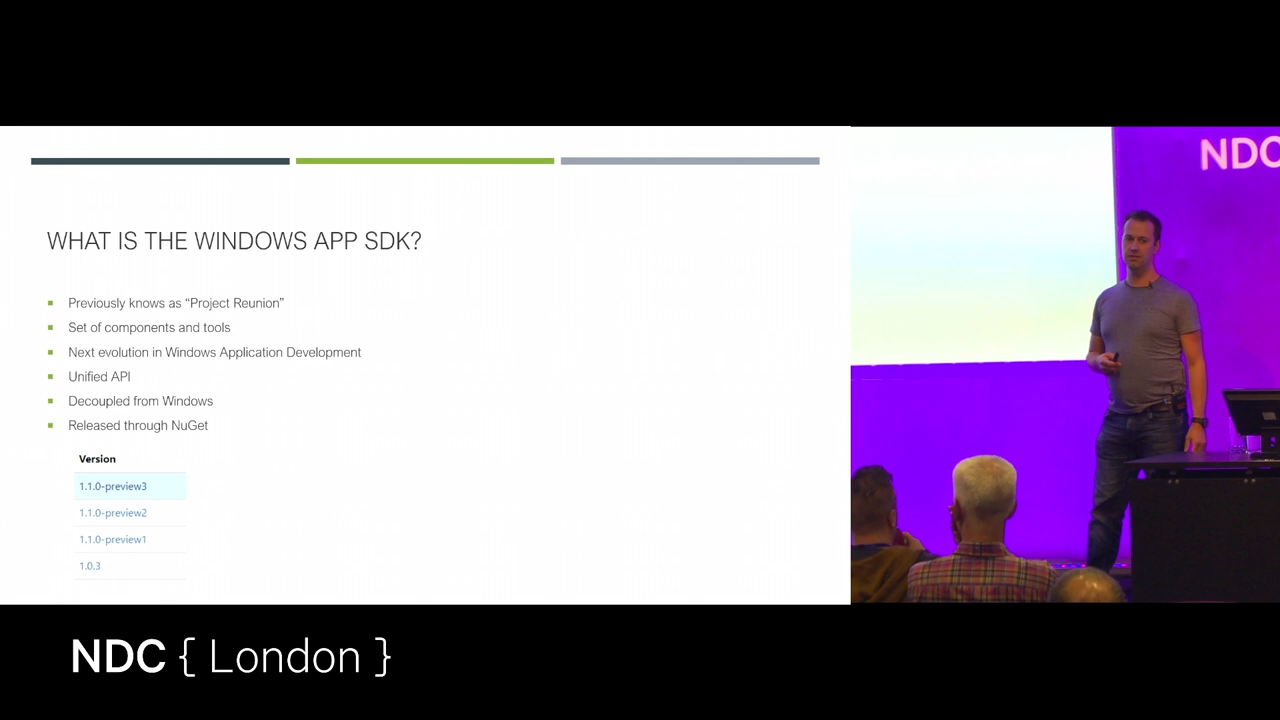 WHAT IS THE WINDOWS APP SDK?
Previously knows as “Project Reunion”
Set of components and tools
Next evolution in Windows Application Development
Unified API
Decoupled from Windows
Released through NuGet
Version
1.1.0-preview3
1.1.0-preview2
1.1.0-preview1
1.0.3
NDC
NDC { London }